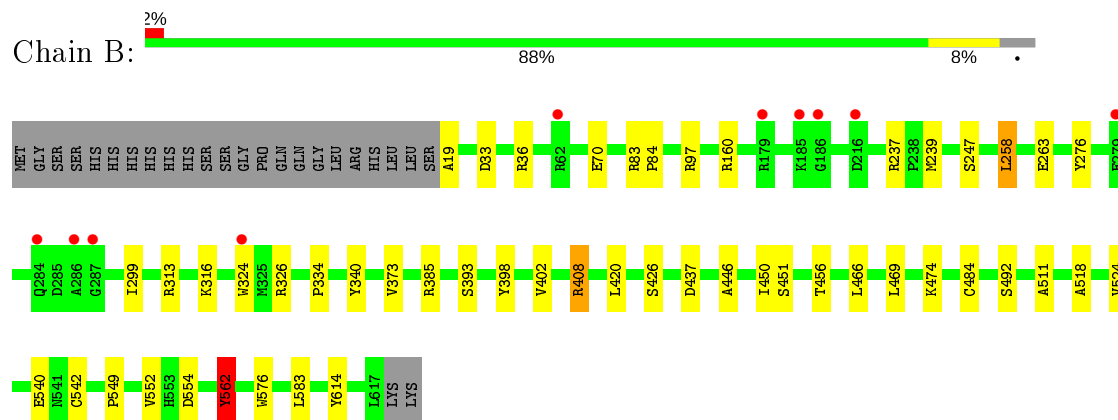 2%
Chain B:
88%
8%
MET GLY SER SER HIS HIS HIS HIS HIS HIS SER SER GLY PRO GLN GLN GLY LEU ARG HIS LEU LEU SER A19 D33 R36 R62 E70 R83 P84 R97 R160 R179 K185 G186 D216 R237 P238 M239 S247 L258 E263 Y276
Q284 D285 A286 G287 I299 R313 K316 W324 M325 R326 P334 Y340 V373 R385 S393 Y398 V402 R408 L420 S426 D437 A446 I450 S451 T456 L466 L469 K474 C484 S492 A511 A518 V524
E540 N541 C542 P549 V552 H553 D554 Y562 W576 L583 Y614 L617 LYS LYS